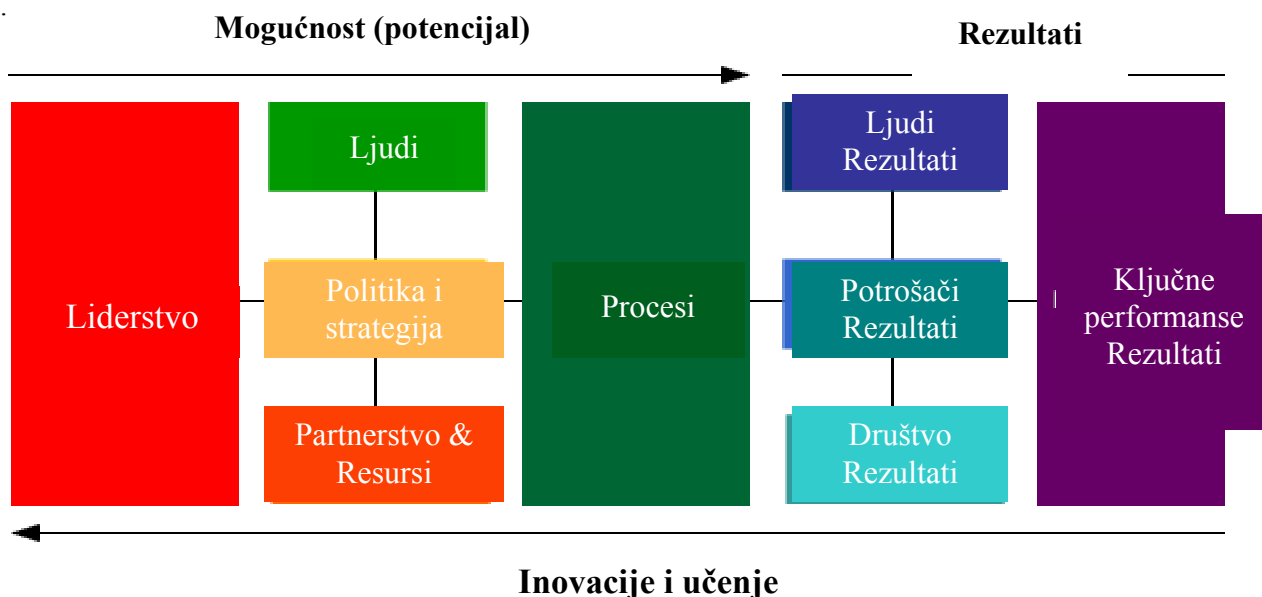 Mogućnost (potencijal)
Rezultati
Liderstvo
Ljudi
Politika i
strategija
Partnerstvo &
Resursi
Procesi
Ljudi
Rezultati
Potrošači
Rezultati
Društvo
Rezultati
Ključne
performanse
Rezultati
Inovacije i učenje